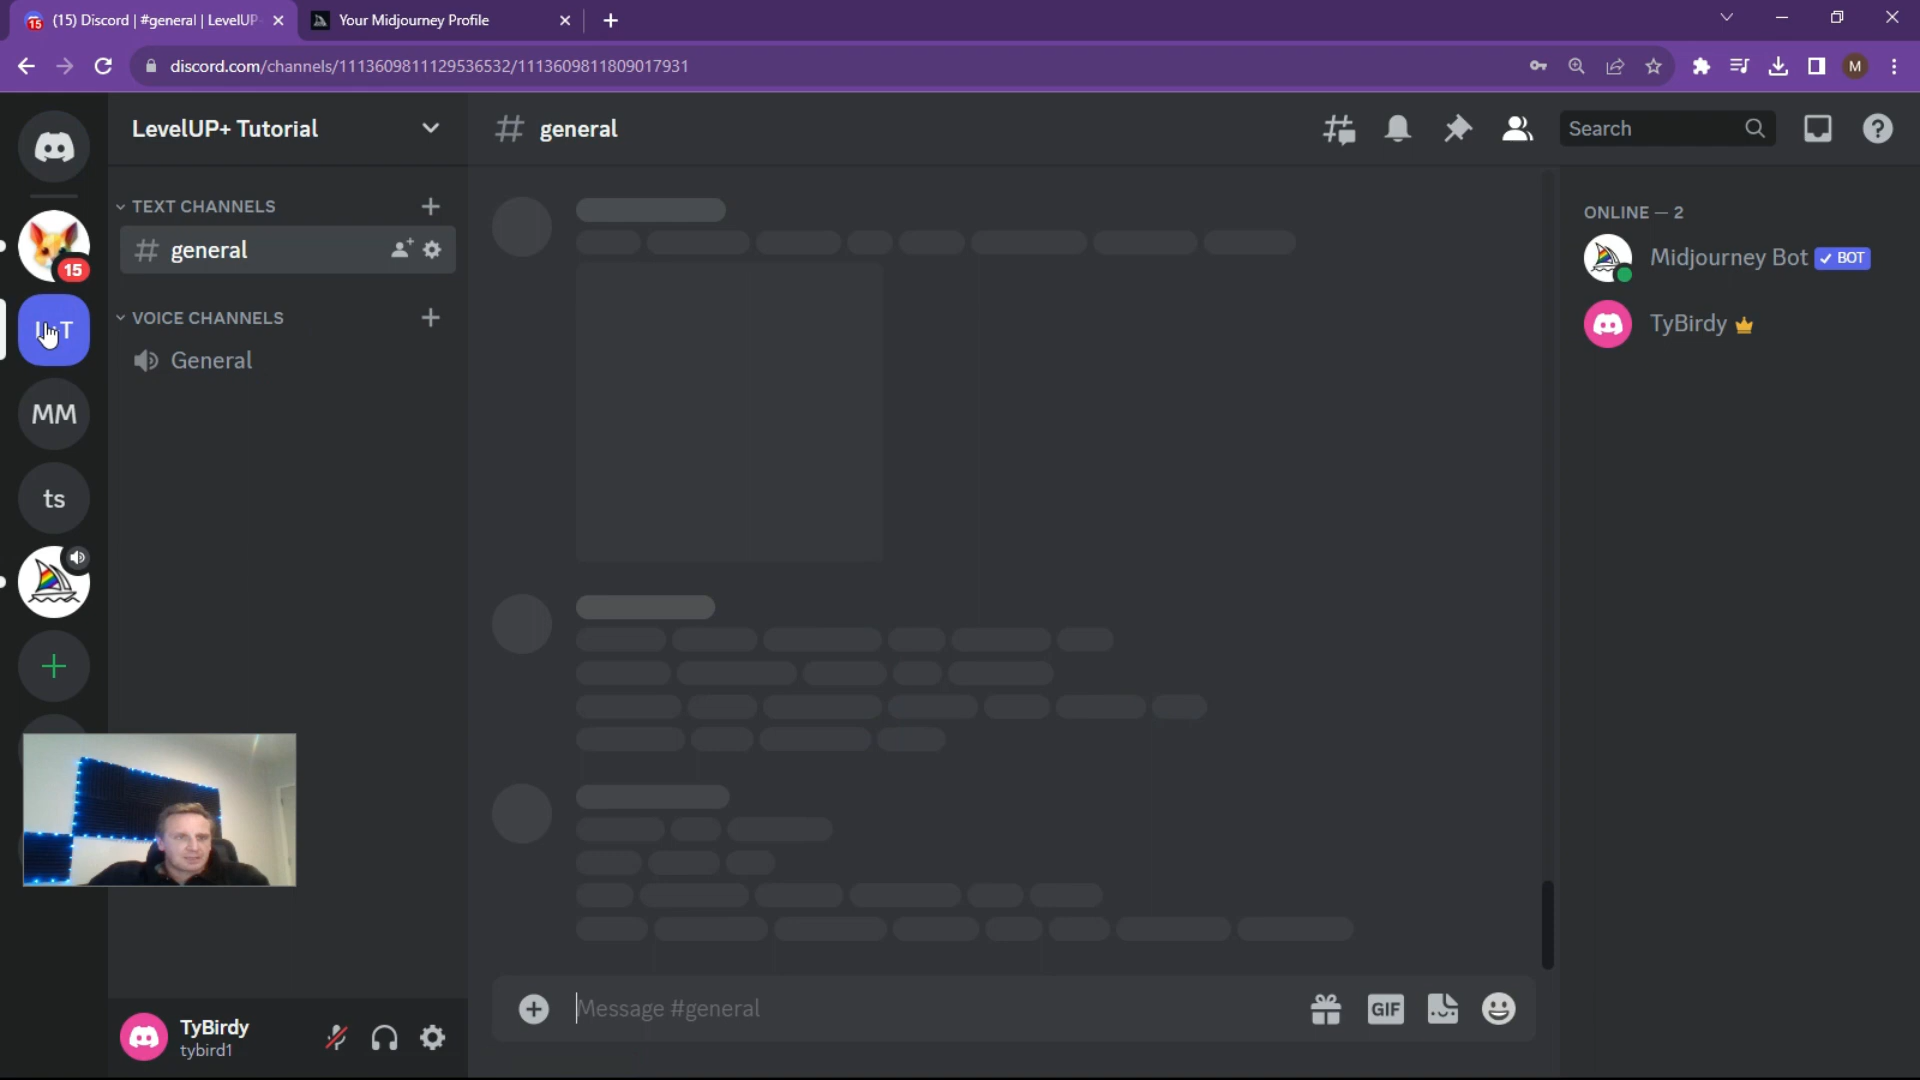 15 (15) Discord | #general | LevelUP
Your Midjourney Profile
discord.com/channels/1113609811129536532/1113609811809017931
M
LevelUP+ Tutorial
general
Search
TEXT CHANNELS
general
15
VOICE CHANNELS
General
MM
ts
ONLINE — 2
Midjourney Bot BOT
TyBirdy
Message #general
GIF
TyBirdy
tybird1